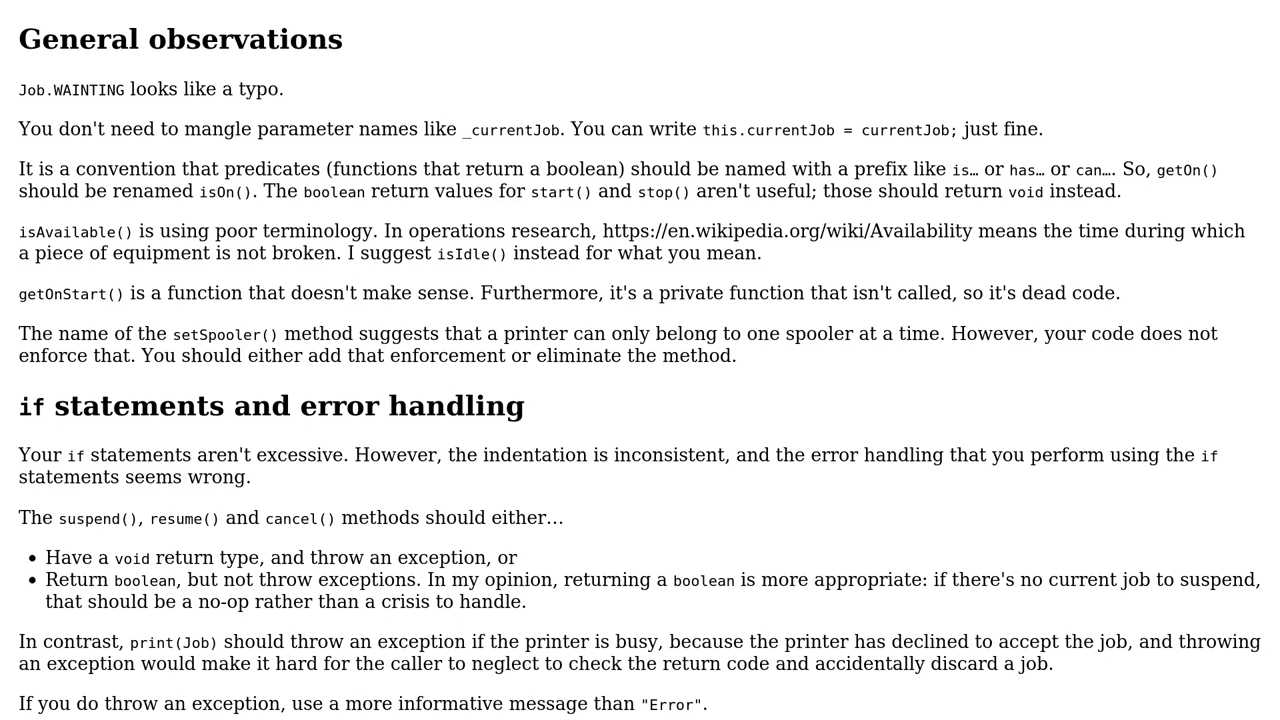 General observations
Job.WAINTING looks like a typo.
You don't need to mangle parameter names like _currentJob. You can write this.currentJob = currentJob; just fine.
It is a convention that predicates (functions that return a boolean) should be named with a prefix like is… or has… or can…. So, getOn()
should be renamed isOn(). The boolean return values for start() and stop() aren't useful; those should return void instead.
isAvailable() is using poor terminology. In operations research, https://en.wikipedia.org/wiki/Availability means the time during which
a piece of equipment is not broken. I suggest isIdle() instead for what you mean.
getOnStart() is a function that doesn't make sense. Furthermore, it's a private function that isn't called, so it's dead code.
The name of the setSpooler() method suggests that a printer can only belong to one spooler at a time. However, your code does not
enforce that. You should either add that enforcement or eliminate the method.
if statements and error handling
Your if statements aren't excessive. However, the indentation is inconsistent, and the error handling that you perform using the if
statements seems wrong.
The suspend(), resume() and cancel() methods should either…
• Have a void return type, and throw an exception, or
• Return boolean, but not throw exceptions. In my opinion, returning a boolean is more appropriate: if there's no current job to suspend,
that should be a no-op rather than a crisis to handle.
In contrast, print(Job) should throw an exception if the printer is busy, because the printer has declined to accept the job, and throwing
an exception would make it hard for the caller to neglect to check the return code and accidentally discard a job.
If you do throw an exception, use a more informative message than "Error".